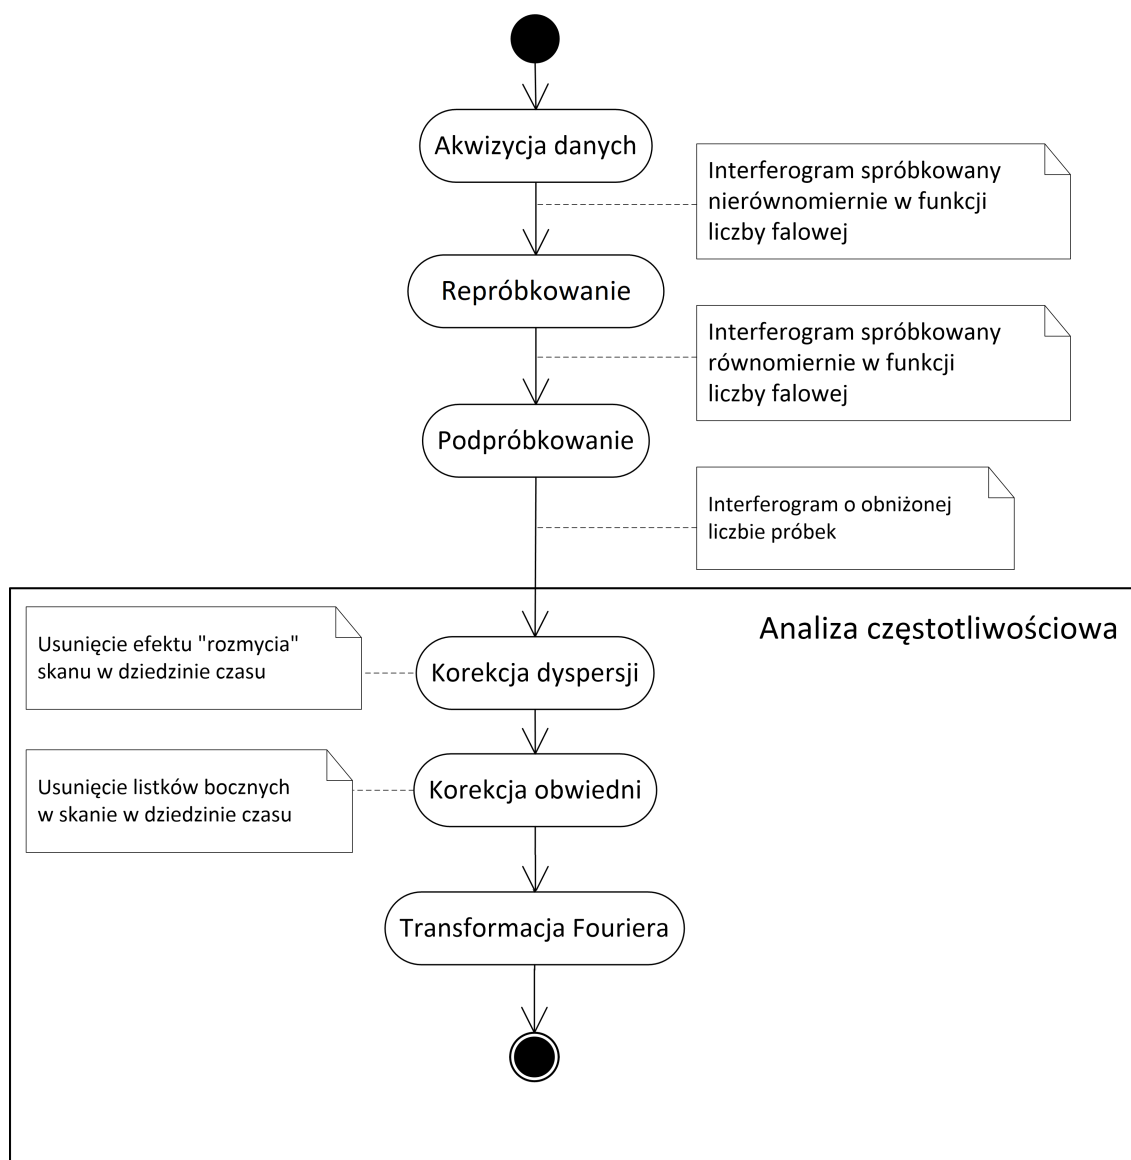 Akwizycja danych
Interferogram spróbkowany
nierównomiernie w funkcji
liczby falowej
Repróbkowanie
Interferogram spróbkowany
równomiernie w funkcji
liczby falowej
Podpróbkowanie
Interferogram o obniżonej
liczbie próbek
Analiza częstotliwościowa
Usunięcie efektu "rozmycia"
skanu w dziedzinie czasu
Korekcja dyspersji
Usunięcie listków bocznych
w skanie w dziedzinie czasu
Korekcja obwiedni
Transformacja Fouriera